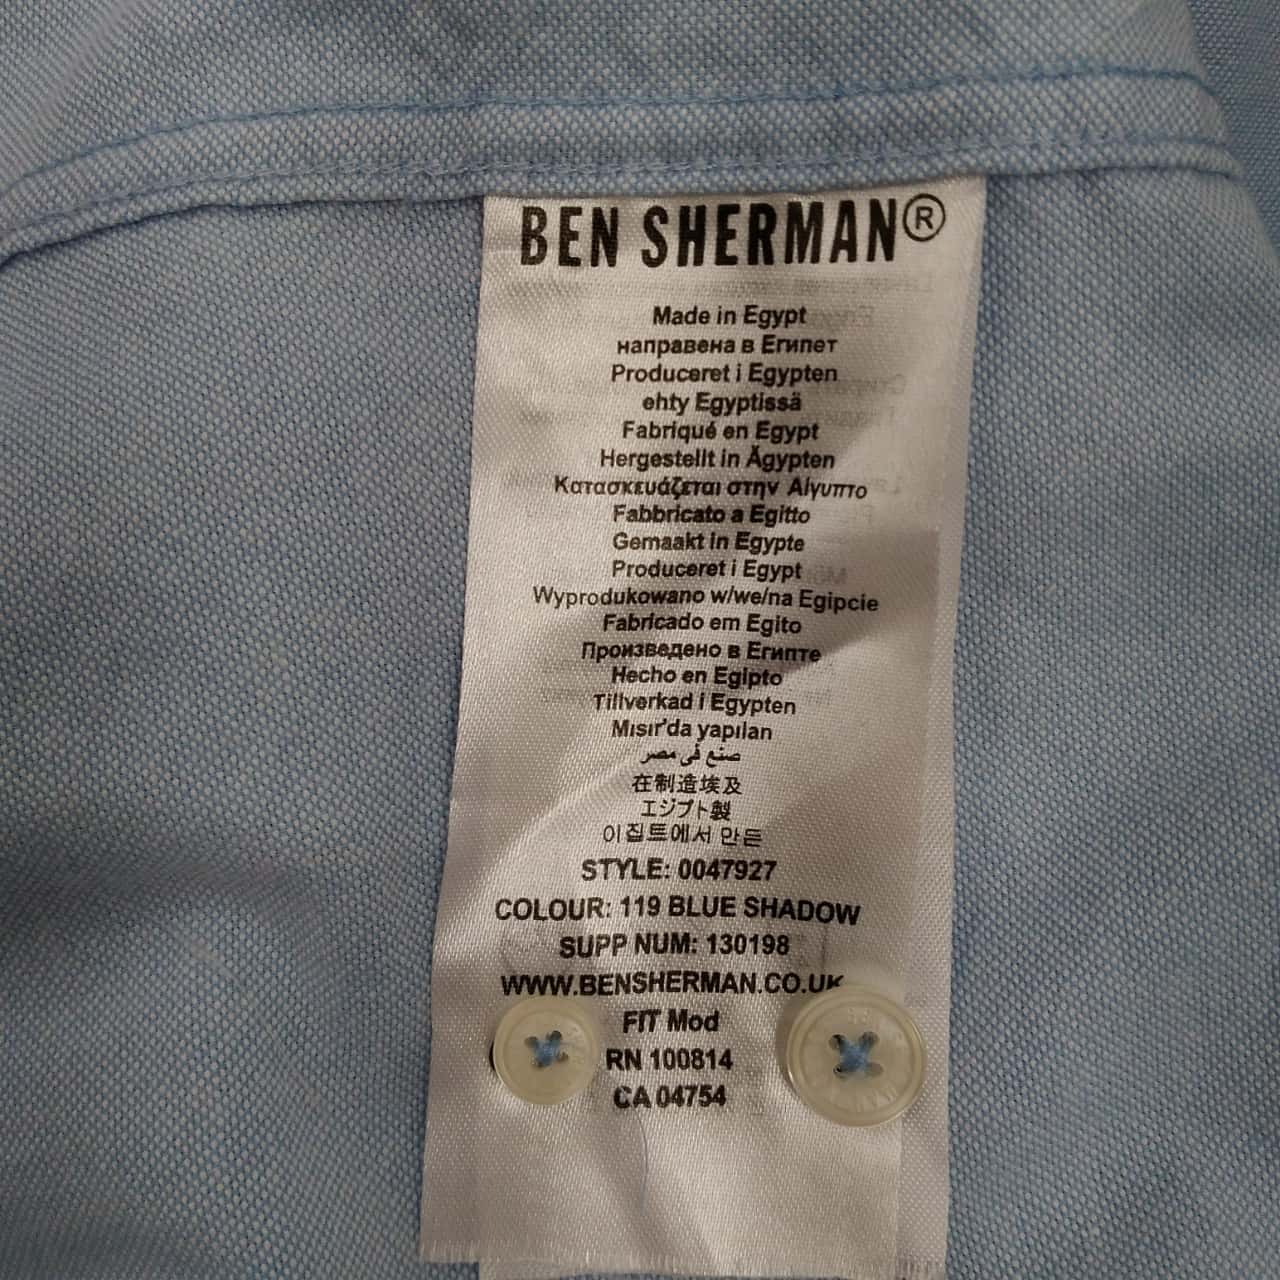 BEN SHERMAN®
Made in Egypt
направена в Египет
Produceret i Egypten
ehty Egyptissä
Fabriqué en Egypt
Hergestellt in Ägypten
Κατασκευάζεται στην Αίγυπτο
Fabbricato a Egitto
Gemaakt in Egypte
Produceret i Egypt
Wyprodukowano w/we/na Egipcie
Fabricado em Egito
Произведено в Египте
Hecho en Egipto
Tillverkad i Egypten
Mısır'da yapılan
صنع في مصر
在制造埃及
エジプト製
이집트에서 만든
STYLE: 0047927
COLOUR: 119 BLUE SHADOW
SUPP NUM: 130198
WWW.BENSHERMAN.CO.UK
FIT Mod
RN 100814
CA 04754